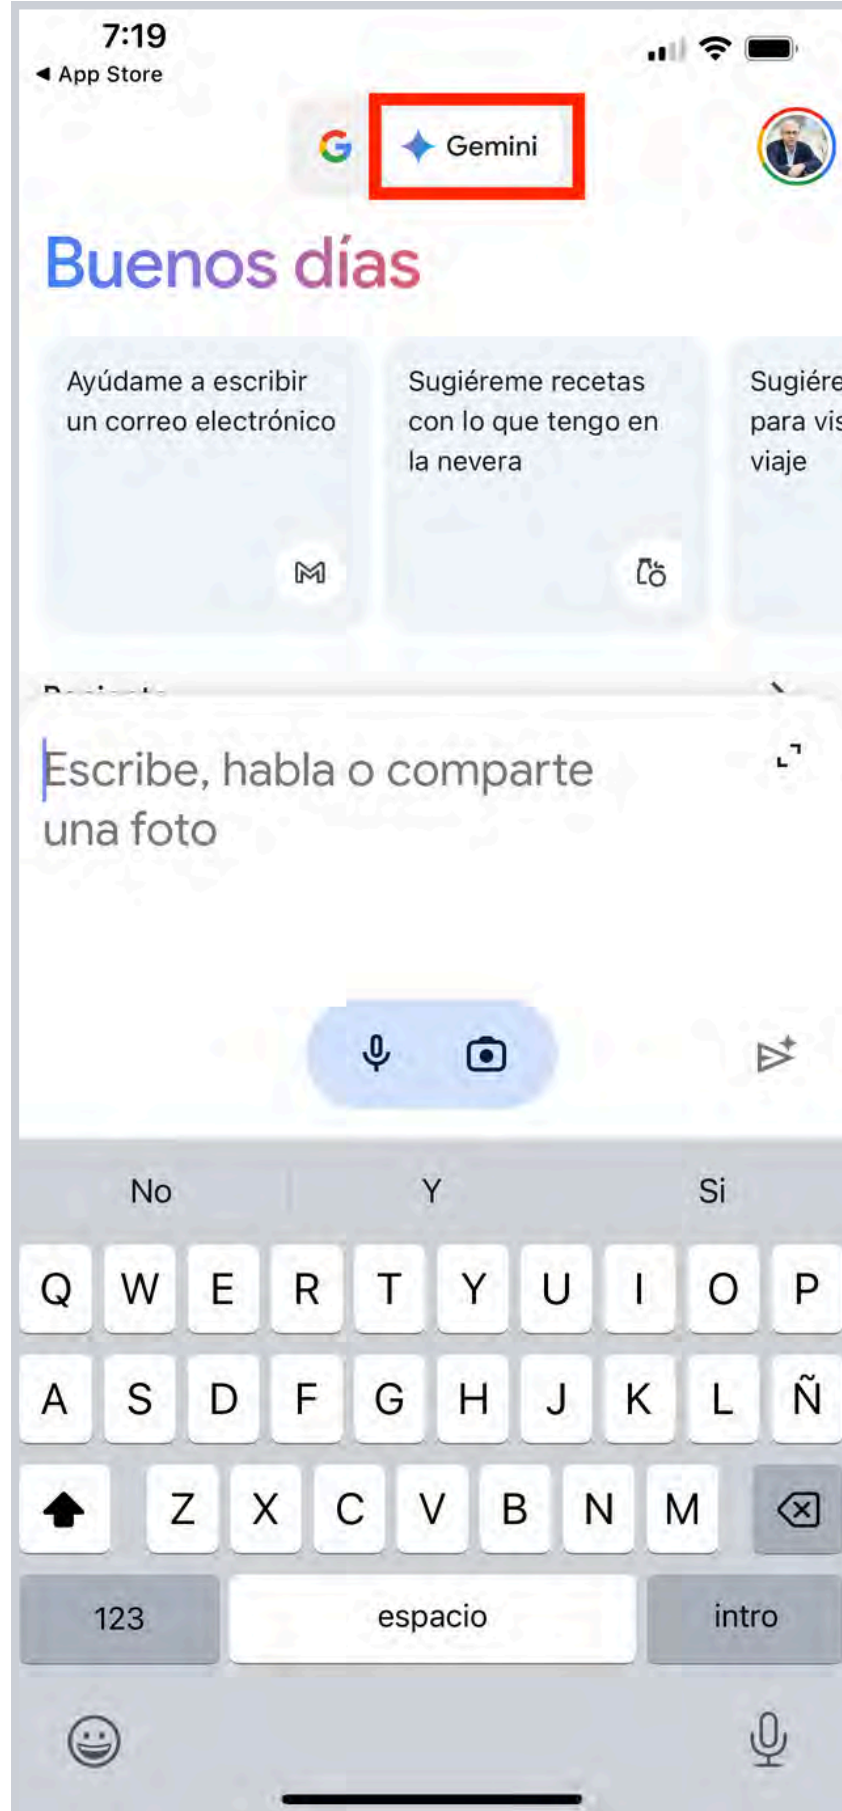 7:19
◀ App Store
Gemini
Buenos días
Ayúdame a escribir
un correo electrónico
Sugiéreme recetas
con lo que tengo en
la nevera
Sugiére
para vis
viaje
Escribe, habla o comparte
una foto
No Y Si
Q W E R T Y U I O P
A S D F G H J K L Ñ
Z X C V B N M
123 espacio intro